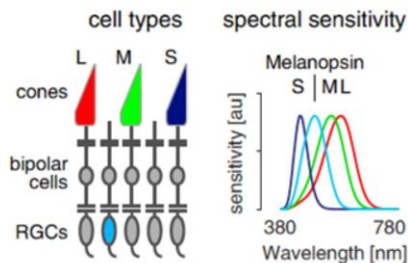 cell types
L M S
cones
bipolar
cells
RGCs
spectral sensitivity
Melanopsin
S | ML
sensitivity [au]
380 780
Wavelength [nm]